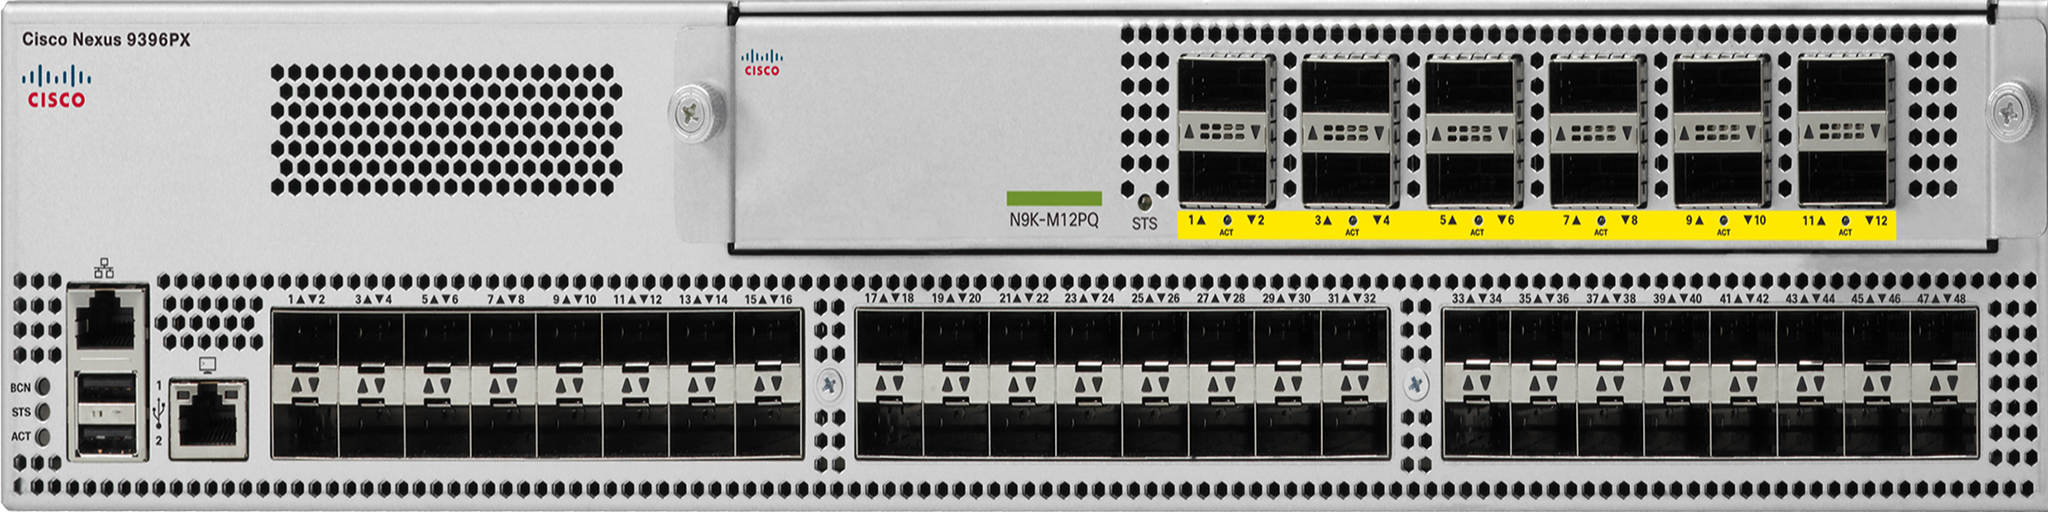 Cisco Nexus 9396PX
CISCO
CISCO
N9K-M12PQ
STS
1▲ ▼2 3▲ ▼4 5▲ ▼6 7▲ ▼8 9▲ ▼10 11▲ ▼12
ACT ACT ACT ACT ACT ACT
1▲▼2 3▲▼4 5▲▼6 7▲▼8 9▲▼10 11▲▼12 13▲▼14 15▲▼16
17▲▼18 19▲▼20 21▲▼22 23▲▼24 25▲▼26 27▲▼28 29▲▼30 31▲▼32
33▲▼34 35▲▼36 37▲▼38 39▲▼40 41▲▼42 43▲▼44 45▲▼46 47▲▼48
BCN
STS
ACT
1
2